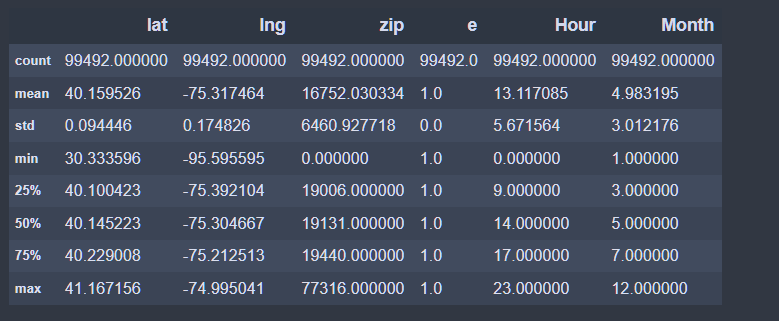 lat lng zip e Hour Month
count 99492.000000 99492.000000 99492.000000 99492.0 99492.000000 99492.000000
mean 40.159526 -75.317464 16752.030334 1.0 13.117085 4.983195
std 0.094446 0.174826 6460.927718 0.0 5.671564 3.012176
min 30.333596 -95.595595 0.000000 1.0 0.000000 1.000000
25% 40.100423 -75.392104 19006.000000 1.0 9.000000 3.000000
50% 40.145223 -75.304667 19131.000000 1.0 14.000000 5.000000
75% 40.229008 -75.212513 19440.000000 1.0 17.000000 7.000000
max 41.167156 -74.995041 77316.000000 1.0 23.000000 12.000000